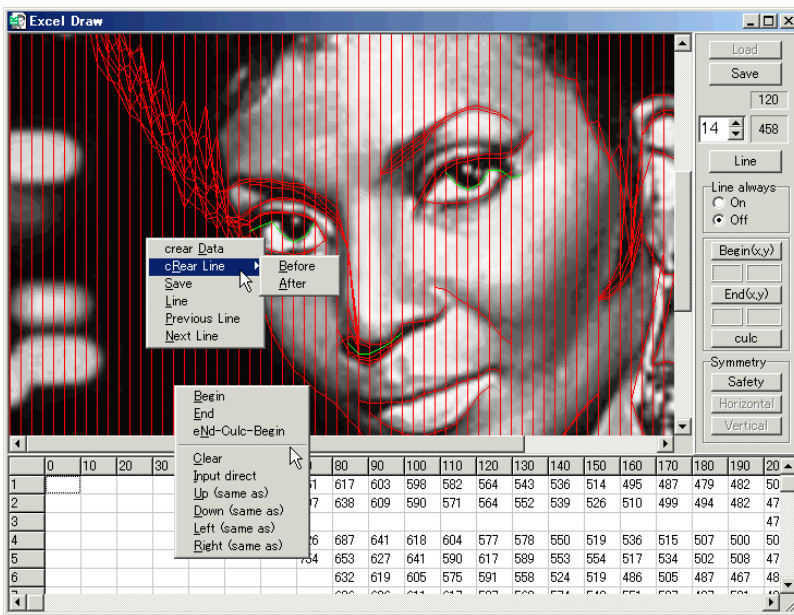 Excel Draw
Load
Save
120
14 458
Line
Line always
On
Off
Begin(x,y)
End(x,y)
culc
Symmetry
Safety
Horizontal
Vertical
crear Data
cRear Line
Save
Line
Previous Line
Next Line
Before
After
Begin
End
eNd-Culc-Begin
Clear
Input direct
Up (same as)
Down (same as)
Left (same as)
Right (same as)
0 10 20 30 80 90 100 110 120 130 140 150 160 170 180 190 20
1 617 603 598 582 564 543 536 514 495 487 479 482 50
2 638 609 590 571 564 552 539 526 510 499 494 482 47
3 47
4 687 641 618 604 577 578 550 519 536 515 507 500 50
5 653 627 641 590 617 589 553 554 517 534 502 508 47
6 632 619 605 575 591 558 524 519 486 505 487 467 48